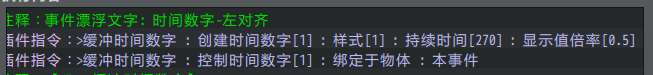 注释：事件漂浮文字: 时间数字-左对齐
插件指令：>缓冲时间数字 : 创建时间数字[1] : 样式[1] : 持续时间[270] : 显示值倍率[0.5]
插件指令：>缓冲时间数字 : 控制时间数字[1] : 绑定于物体 : 本事件